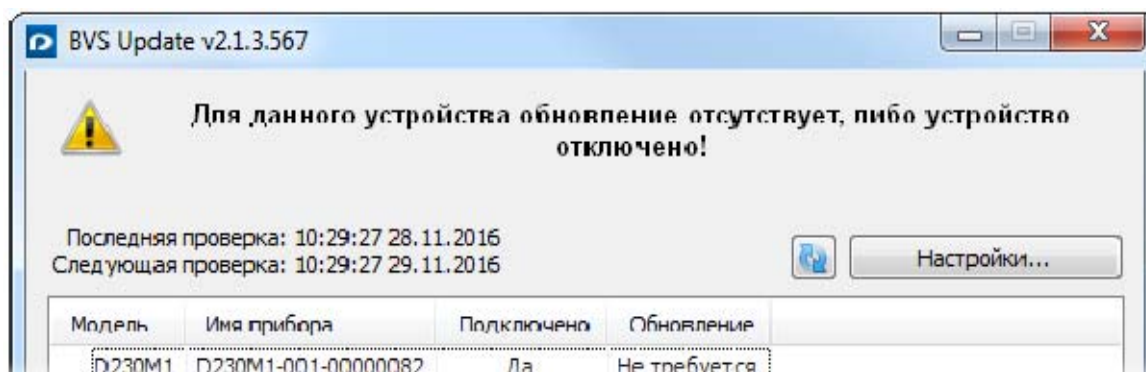 BVS Update v2.1.3.567
Для данного устройства обновление отсутствует, либо устройство
отключено!
Последняя проверка: 10:29:27 28.11.2016
Следующая проверка: 10:29:27 29.11.2016
Настройки...
Модель Имя прибора Подключено Обновление
D230M1 D230M1-001-00000082 Да Не требуется